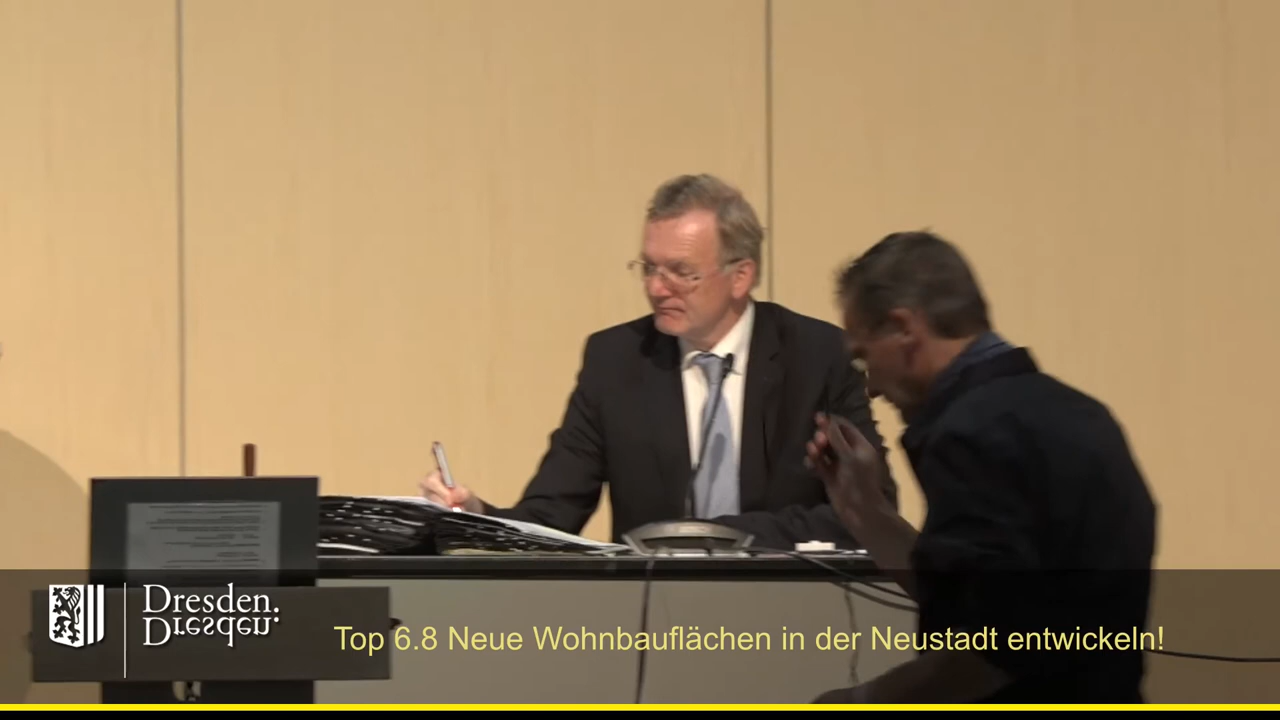 Dresden.
Dresden.
Top 6.8 Neue Wohnbauflächen in der Neustadt entwickeln!